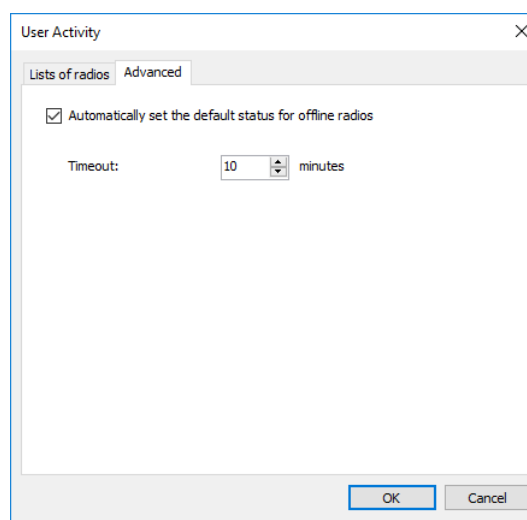 User Activity
Lists of radios Advanced
Automatically set the default status for offline radios
Timeout: 10 minutes
OK Cancel